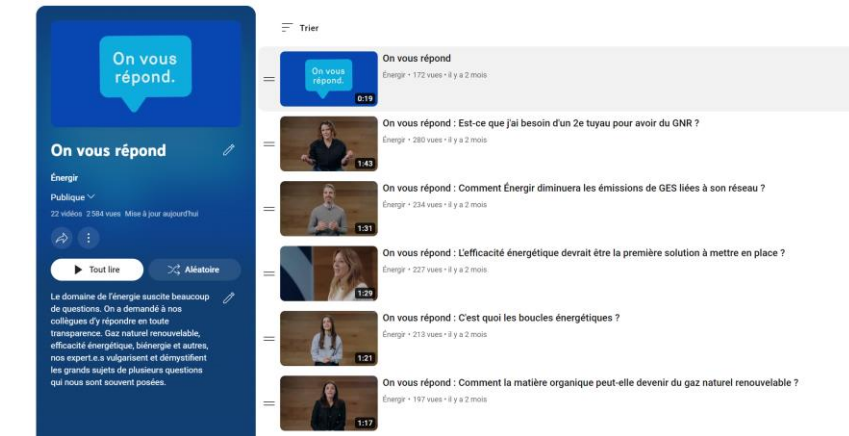 On vous
répond.
On vous répond
Énergir
Publique
22 vidéos 2 584 vues Mise à jour aujourd'hui
Tout lire
Aléatoire
Le domaine de l'énergie suscite beaucoup
de questions. On a demandé à nos
collègues d'y répondre en toute
transparence. Gaz naturel renouvelable,
efficacité énergétique, biénergie et autres,
nos expert.e.s vulgarisent et démystifient
les grands sujets de plusieurs questions
qui nous sont souvent posées.
Trier
On vous
répond.
0:19
On vous répond
Énergir • 172 vues • il y a 2 mois
1:43
On vous répond : Est-ce que j'ai besoin d'un 2e tuyau pour avoir du GNR ?
Énergir • 280 vues • il y a 2 mois
1:31
On vous répond : Comment Énergir diminuera les émissions de GES liées à son réseau ?
Énergir • 234 vues • il y a 2 mois
1:29
On vous répond : L'efficacité énergétique devrait être la première solution à mettre en place ?
Énergir • 227 vues • il y a 2 mois
1:21
On vous répond : C'est quoi les boucles énergétiques ?
Énergir • 213 vues • il y a 2 mois
1:17
On vous répond : Comment la matière organique peut-elle devenir du gaz naturel renouvelable ?
Énergir • 197 vues • il y a 2 mois